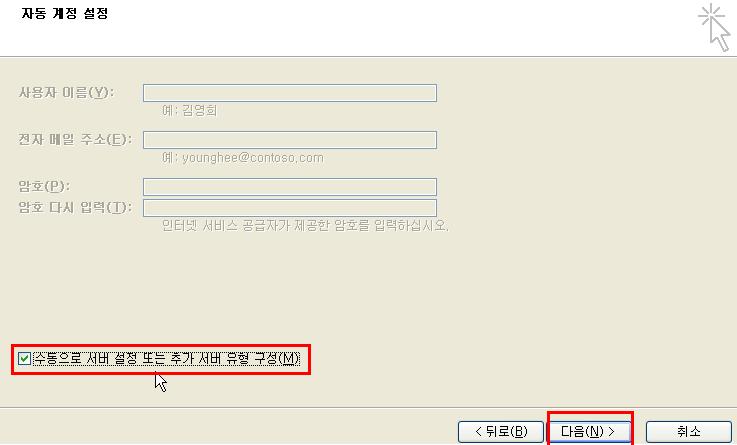 자동 계정 설정
사용자 이름(Y):
예: 김영희
전자 메일 주소(E):
예: younghee@contoso.com
암호(P):
암호 다시 입력(T):
인터넷 서비스 공급자가 제공한 암호를 입력하십시오.
수동으로 서버 설정 또는 추가 서버 유형 구성(M)
< 뒤로(B) 다음(N) > 취소